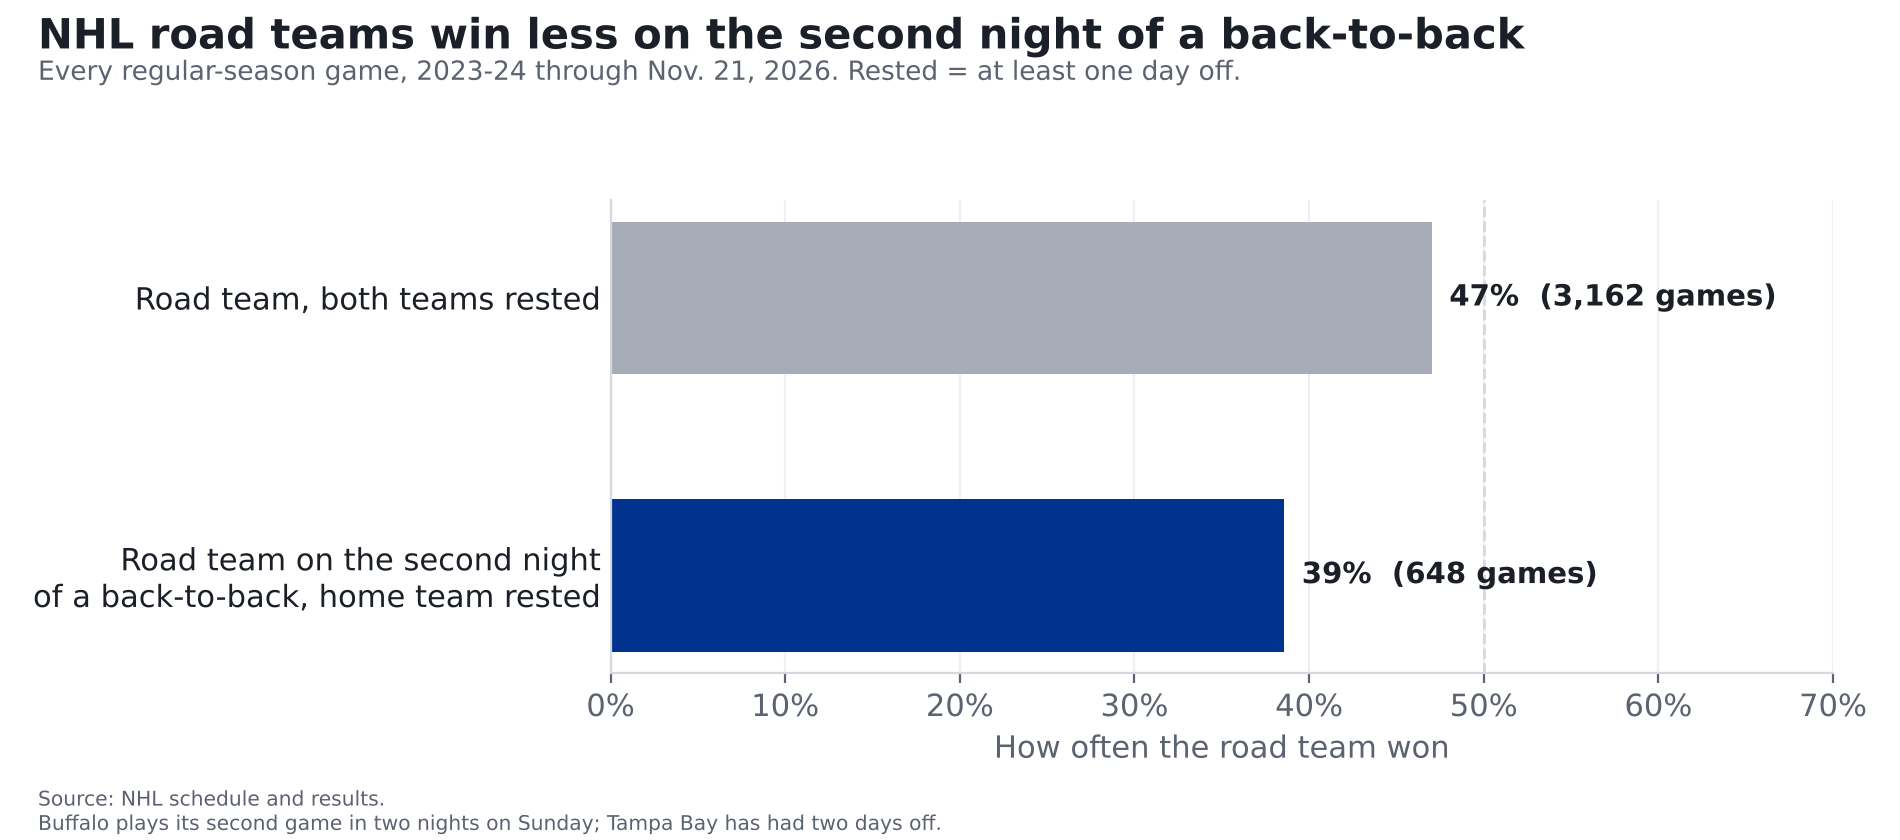 NHL road teams win less on the second night of a back-to-back
Every regular-season game, 2023-24 through Nov. 21, 2026. Rested = at least one day off.
Road team, both teams rested
47% (3,162 games)
Road team on the second night
of a back-to-back, home team rested
39% (648 games)
0% 10% 20% 30% 40% 50% 60% 70%
How often the road team won
Source: NHL schedule and results.
Buffalo plays its second game in two nights on Sunday; Tampa Bay has had two days off.